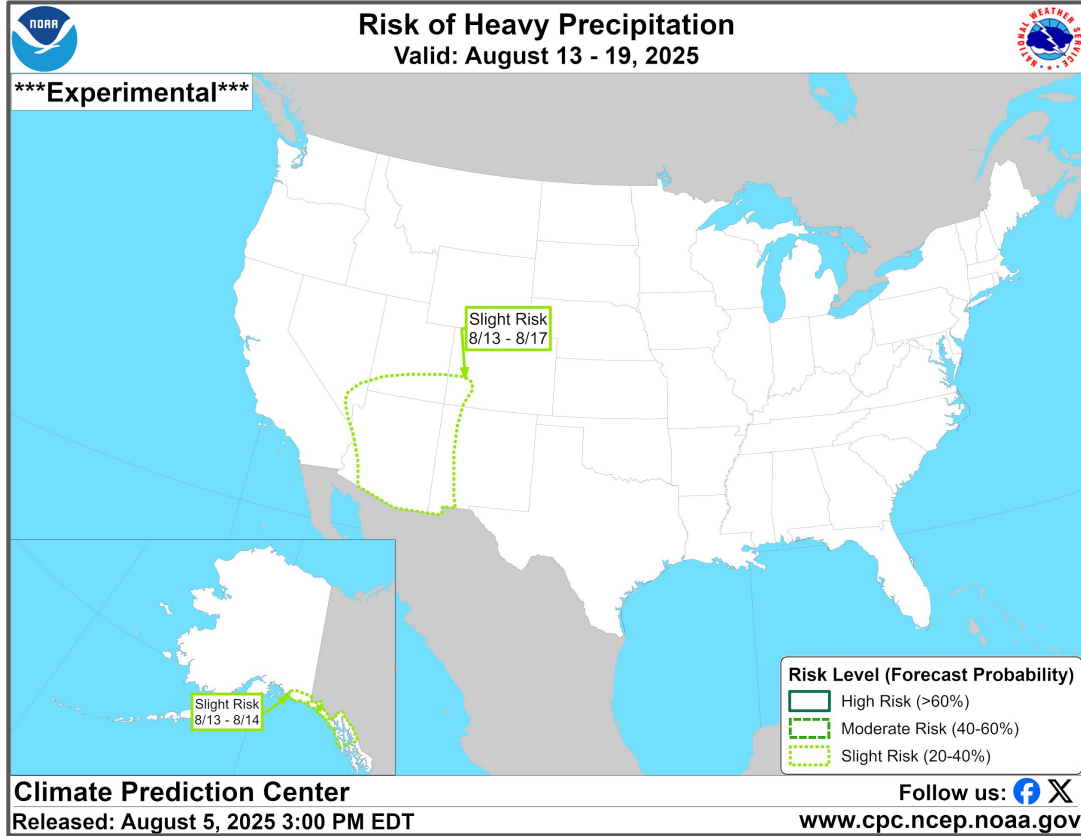 NOAA
Risk of Heavy Precipitation
Valid: August 13 - 19, 2025
NATIONAL WEATHER SERVICE
***Experimental***
Slight Risk
8/13 - 8/17
Slight Risk
8/13 - 8/14
Risk Level (Forecast Probability)
High Risk (>60%)
Moderate Risk (40-60%)
Slight Risk (20-40%)
Climate Prediction Center
Follow us:
Released: August 5, 2025 3:00 PM EDT
www.cpc.ncep.noaa.gov